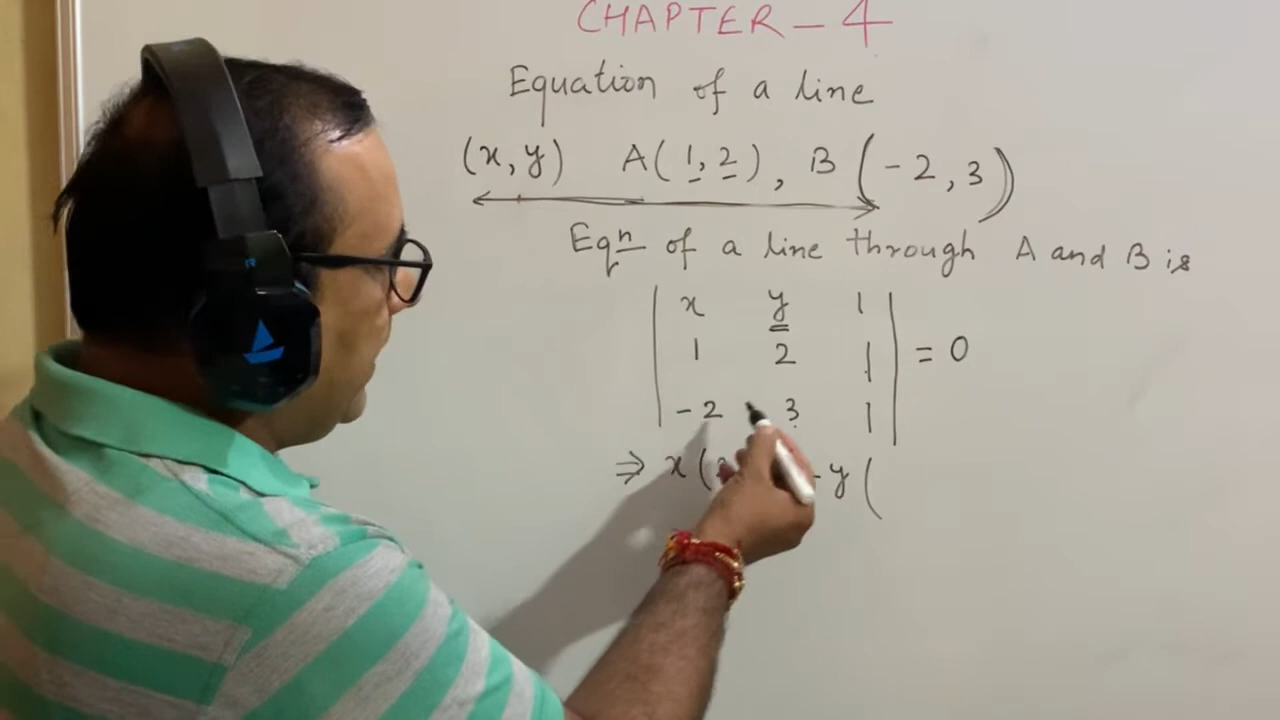 CHAPTER - 4
Equation of a line
(x, y) A(1, 2), B(-2, 3)
Eqn of a line through A and B is
| x y 1 |
| 1 2 1 | = 0
| -2 3 1 |
⇒ x( - y(